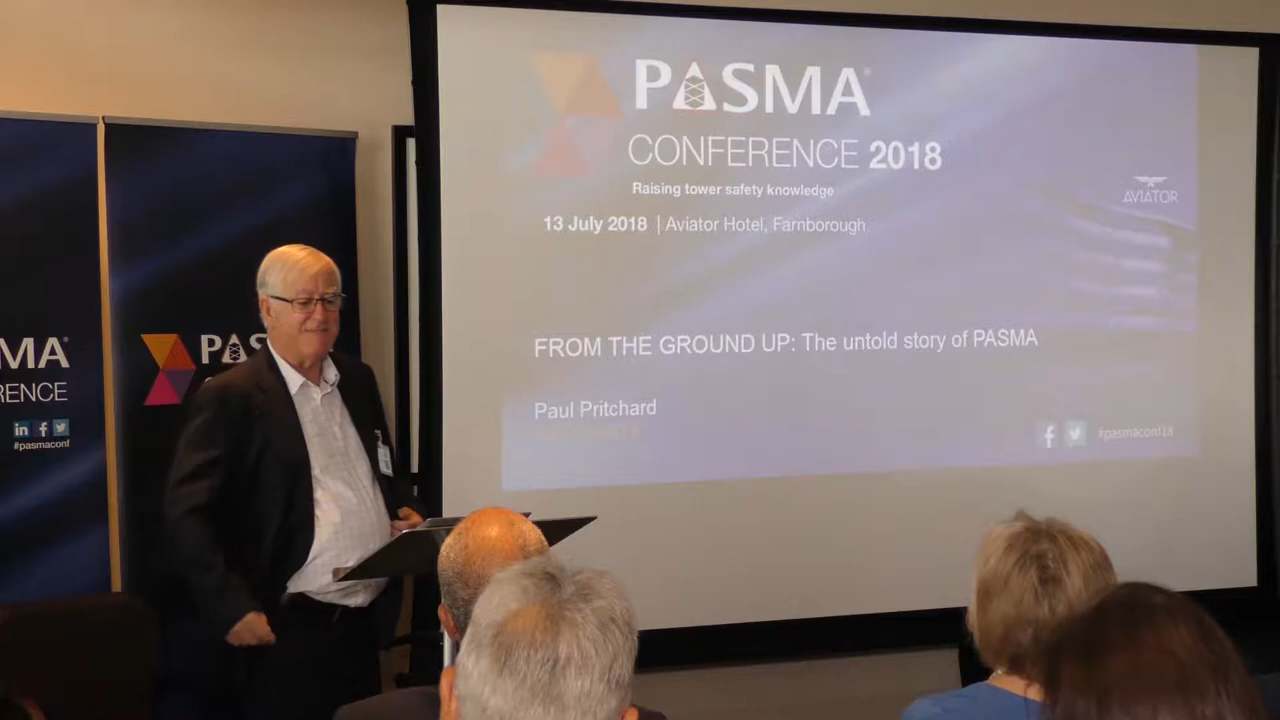 PASMA
CONFERENCE 2018
Raising tower safety knowledge
13 July 2018 | Aviator Hotel, Farnborough
AVIATOR
FROM THE GROUND UP: The untold story of PASMA
Paul Pritchard
#pasmaconf18
MA
RENCE
in f
#pasmaconf
PAS